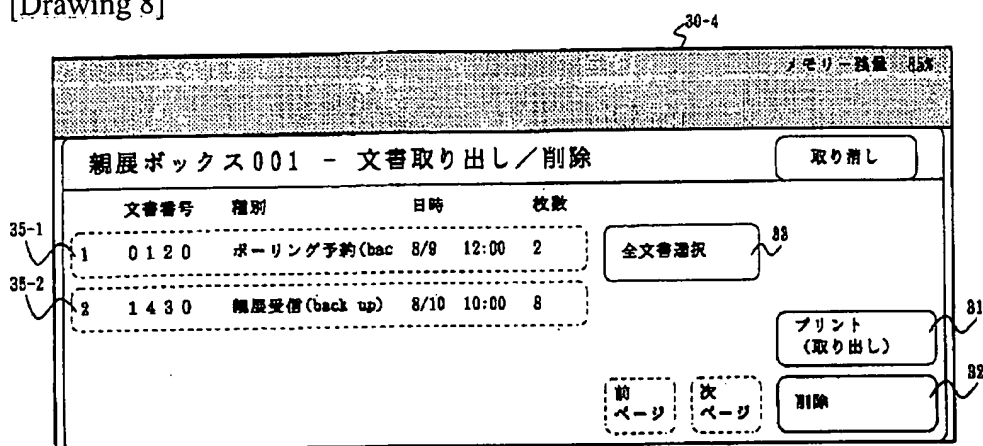 [Drawing 8]
30-4
メモリー残量 85%
親展ボックス001 - 文書取り出し／削除
取り消し
文書番号 種別 日時 枚数
35-1
1 0120 ポーリング予約(bac 8/9 12:00 2
全文書選択
33
35-2
2 1430 親展受信(back up) 8/10 10:00 8
プリント
(取り出し)
31
前
ページ
次
ページ
削除
32